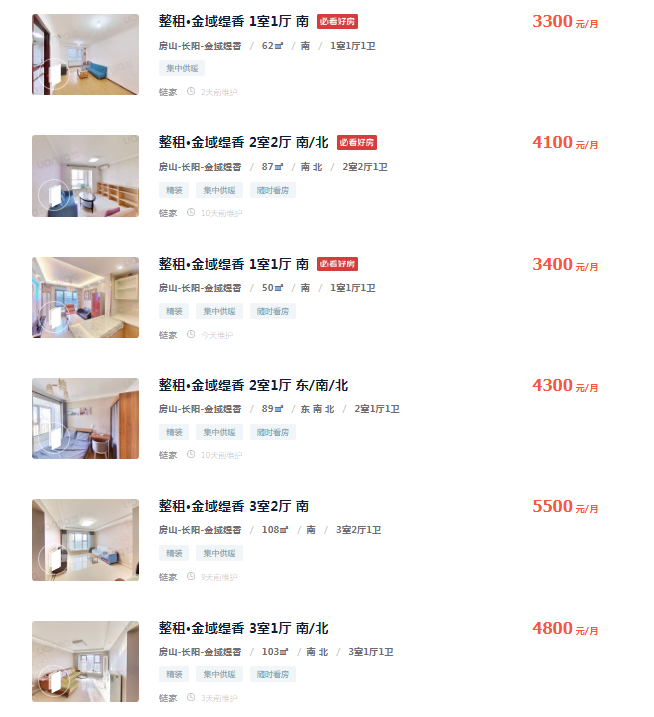 整租·金域缇香 1室1厅 南 必看好房 3300 元/月
房山-长阳-金域缇香 / 62㎡ / 南 / 1室1厅1卫
集中供暖
链家 2天前维护
整租·金域缇香 2室2厅 南/北 必看好房 4100 元/月
房山-长阳-金域缇香 / 87㎡ / 南 北 / 2室2厅1卫
精装 集中供暖 随时看房
链家 10天前维护
整租·金域缇香 1室1厅 南 必看好房 3400 元/月
房山-长阳-金域缇香 / 50㎡ / 南 / 1室1厅1卫
精装 集中供暖 随时看房
链家 今天维护
整租·金域缇香 2室1厅 东/南/北 4300 元/月
房山-长阳-金域缇香 / 89㎡ / 东 南 北 / 2室1厅1卫
精装 集中供暖 随时看房
链家 10天前维护
整租·金域缇香 3室2厅 南 5500 元/月
房山-长阳-金域缇香 / 108㎡ / 南 / 3室2厅1卫
精装 集中供暖
链家 9天前维护
整租·金域缇香 3室1厅 南/北 4800 元/月
房山-长阳-金域缇香 / 103㎡ / 南 北 / 3室1厅1卫
精装 集中供暖 随时看房
链家 3天前维护